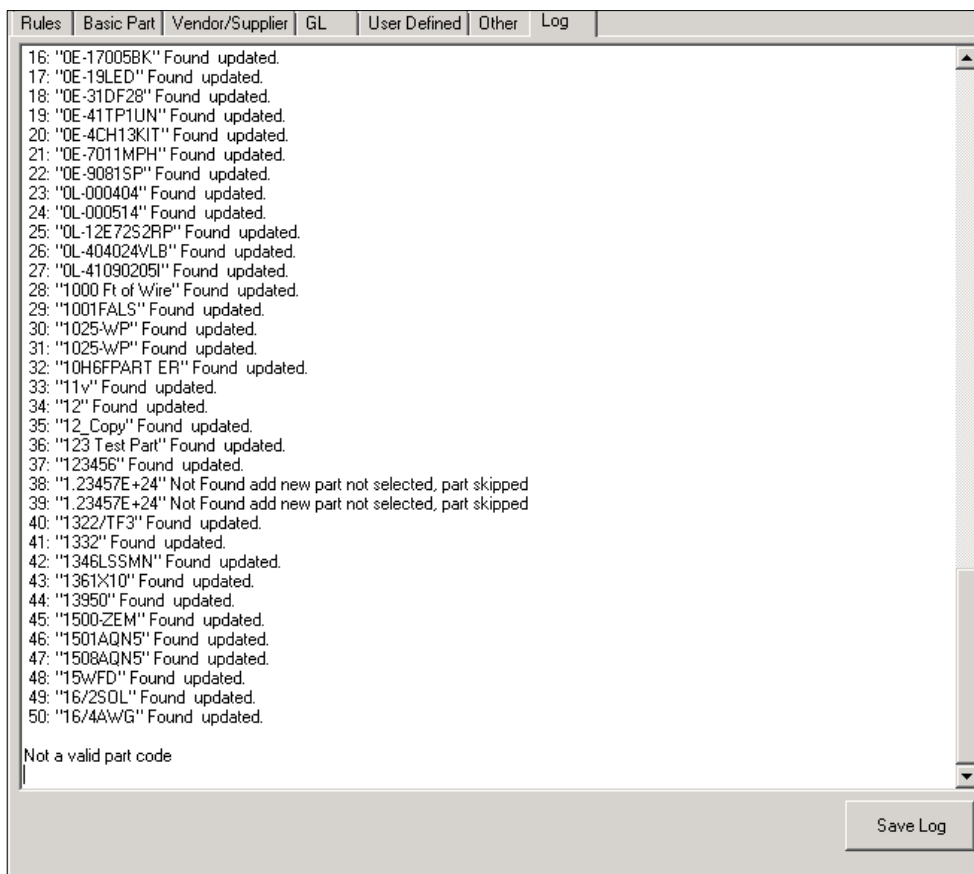 Rules Basic Part Vendor/Supplier GL User Defined Other Log
16: "0E-17005BK" Found  updated.
17: "0E-19LED" Found  updated.
18: "0E-31DF28" Found  updated.
19: "0E-41TP1UN" Found  updated.
20: "0E-4CH13KIT" Found  updated.
21: "0E-7011MPH" Found  updated.
22: "0E-9081SP" Found  updated.
23: "0L-000404" Found  updated.
24: "0L-000514" Found  updated.
25: "0L-12E72S2RP" Found  updated.
26: "0L-404024VLB" Found  updated.
27: "0L-41090205I" Found  updated.
28: "1000 Ft of Wire" Found  updated.
29: "1001FALS" Found  updated.
30: "1025-WP" Found  updated.
31: "1025-WP" Found  updated.
32: "10H6FPART ER" Found  updated.
33: "11v" Found  updated.
34: "12" Found  updated.
35: "12_Copy" Found  updated.
36: "123 Test Part" Found  updated.
37: "123456" Found  updated.
38: "1.23457E+24" Not Found add new part not selected, part skipped
39: "1.23457E+24" Not Found add new part not selected, part skipped
40: "1322/TF3" Found  updated.
41: "1332" Found  updated.
42: "1346LSSMN" Found  updated.
43: "1361X10" Found  updated.
44: "13950" Found  updated.
45: "1500-ZEM" Found  updated.
46: "1501AQN5" Found  updated.
47: "1508AQN5" Found  updated.
48: "15WFD" Found  updated.
49: "16/2SOL" Found  updated.
50: "16/4AWG" Found  updated.
Not a valid part code
Save Log